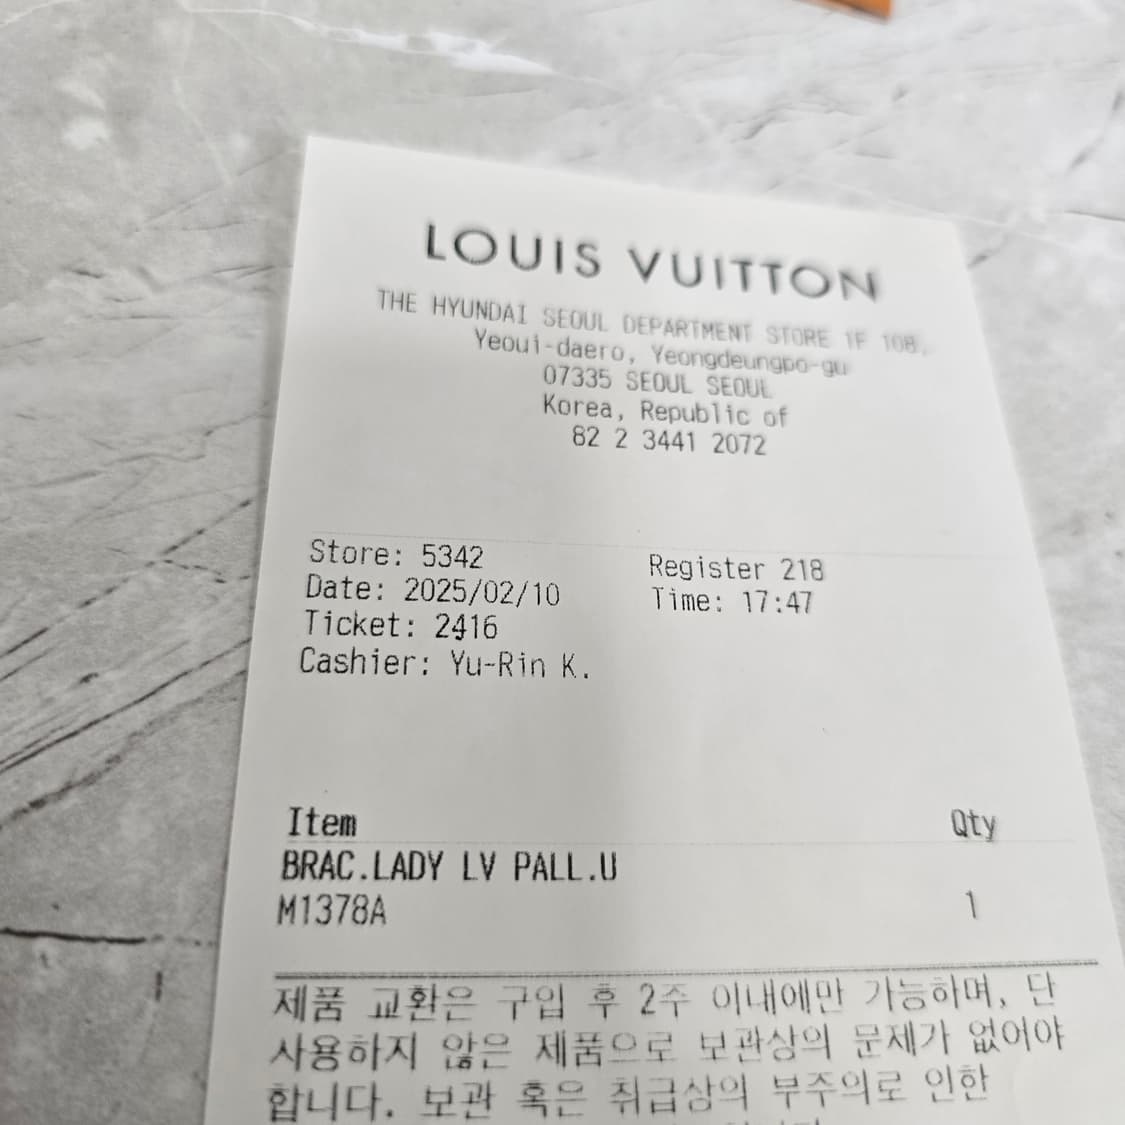 LOUIS VUITTON
THE HYUNDAI SEOUL DEPARTMENT STORE 1F 108,
Yeoui-daero, Yeongdeungpo-gu
07335 SEOUL SEOUL
Korea, Republic of
82 2 3441 2072
Store: 5342 Register 218
Date: 2025/02/10 Time: 17:47
Ticket: 2416
Cashier: Yu-Rin K.
Item Qty
BRAC.LADY LV PALL.U
M1378A 1
제품 교환은 구입 후 2주 이내에만 가능하며, 단
사용하지 않은 제품으로 보관상의 문제가 없어야
합니다. 보관 혹은 취급상의 부주의로 인한